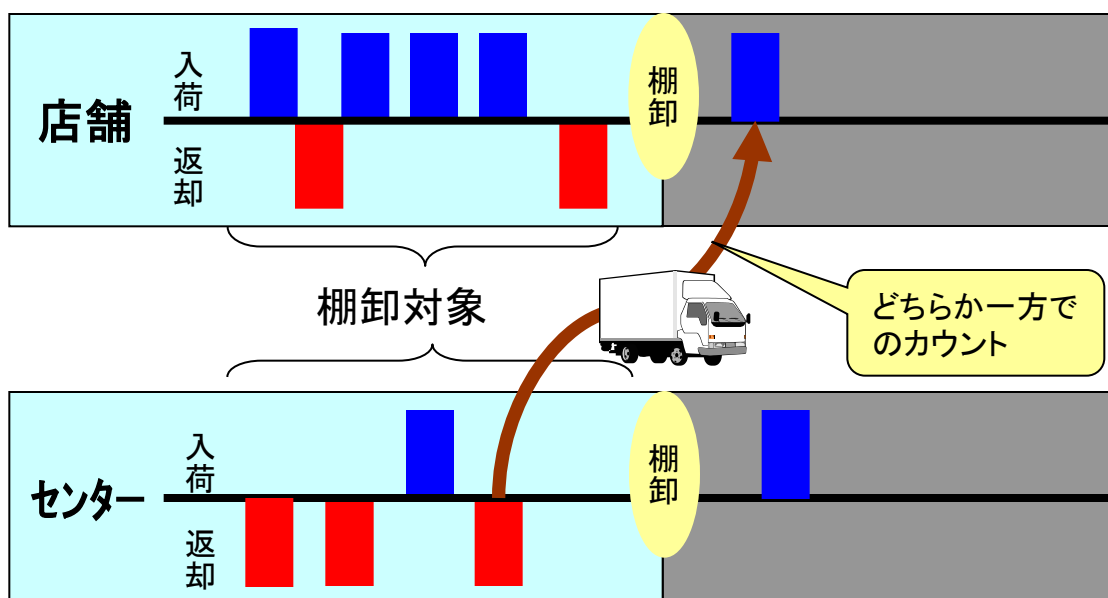 店舗
入荷
返却
棚卸
棚卸対象
どちらか一方で
のカウント
センター
入荷
返却
棚卸